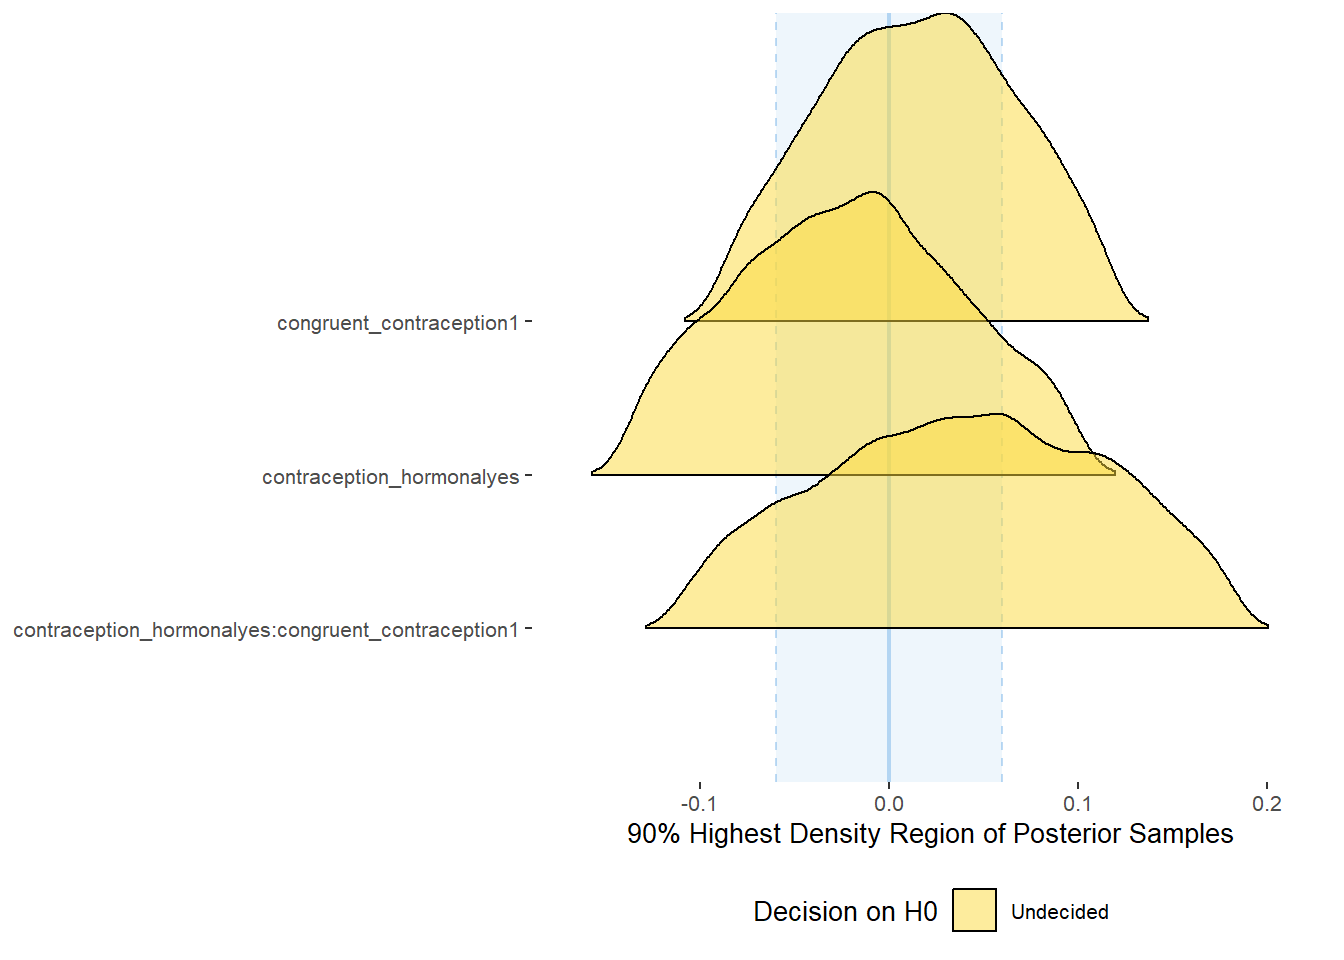 congruent_contraception1
contraception_hormonalyes
contraception_hormonalyes:congruent_contraception1
-0.1 0.0 0.1 0.2
90% Highest Density Region of Posterior Samples
Decision on H0 Undecided